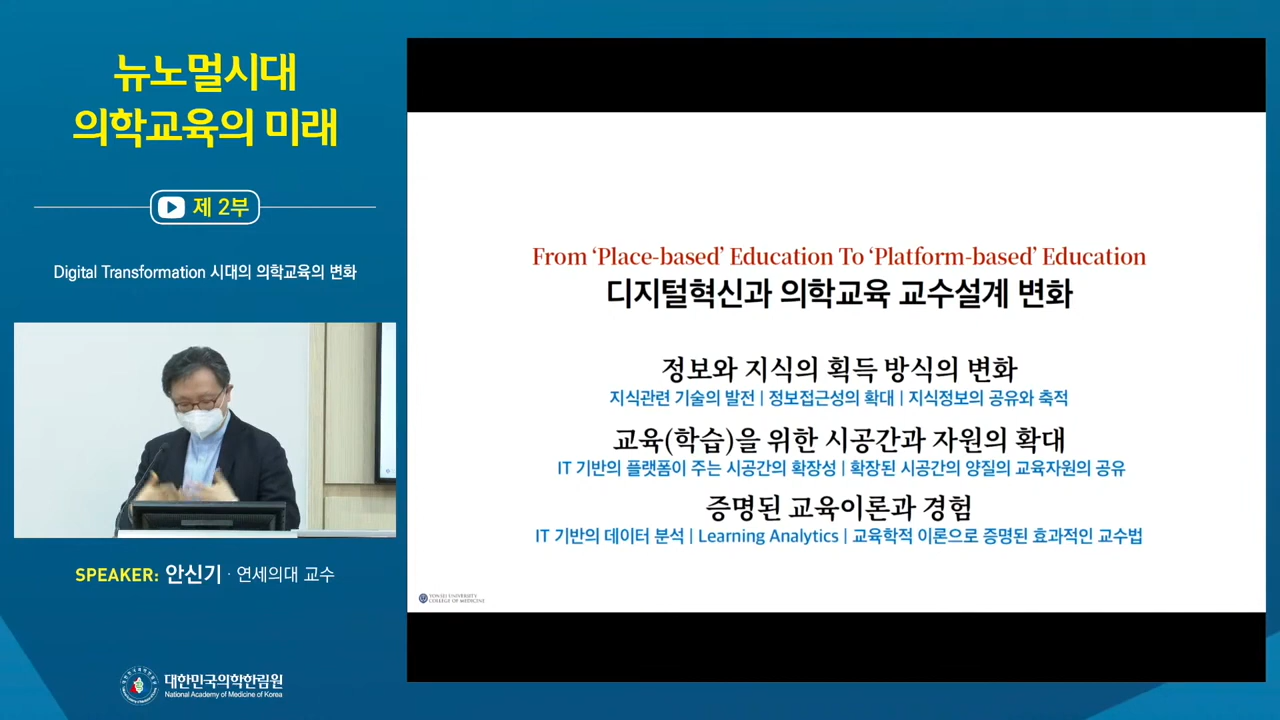 뉴노멀시대
의학교육의 미래
제 2부
Digital Transformation 시대의 의학교육의 변화
SPEAKER: 안신기 · 연세의대 교수
대한민국의학한림원
National Academy of Medicine of Korea
From ‘Place-based’ Education To ‘Platform-based’ Education
디지털혁신과 의학교육 교수설계 변화
정보와 지식의 획득 방식의 변화
지식관련 기술의 발전 | 정보접근성의 확대 | 지식정보의 공유와 축적
교육(학습)을 위한 시공간과 자원의 확대
IT 기반의 플랫폼이 주는 시공간의 확장성 | 확장된 시공간의 양질의 교육자원의 공유
증명된 교육이론과 경험
IT 기반의 데이터 분석 | Learning Analytics | 교육학적 이론으로 증명된 효과적인 교수법
YONSEI UNIVERSITY
COLLEGE OF MEDICINE